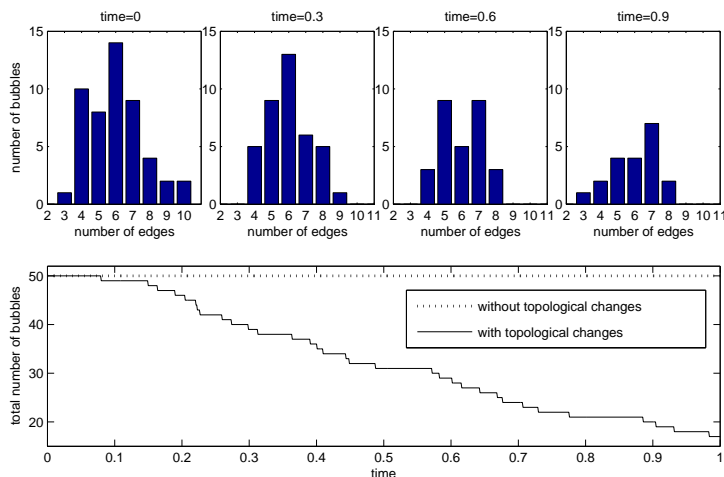 time=0
time=0.3
time=0.6
time=0.9
15
10
5
0
number of bubbles
2 3 4 5 6 7 8 9 10
number of edges
15
10
5
0
2 3 4 5 6 7 8 9 10 11
number of edges
15
10
5
0
2 3 4 5 6 7 8 9 10 11
number of edges
15
10
5
0
2 3 4 5 6 7 8 9 10 11
number of edges
50
40
30
20
total number of bubbles
without topological changes
with topological changes
0 0.1 0.2 0.3 0.4 0.5 0.6 0.7 0.8 0.9 1
time